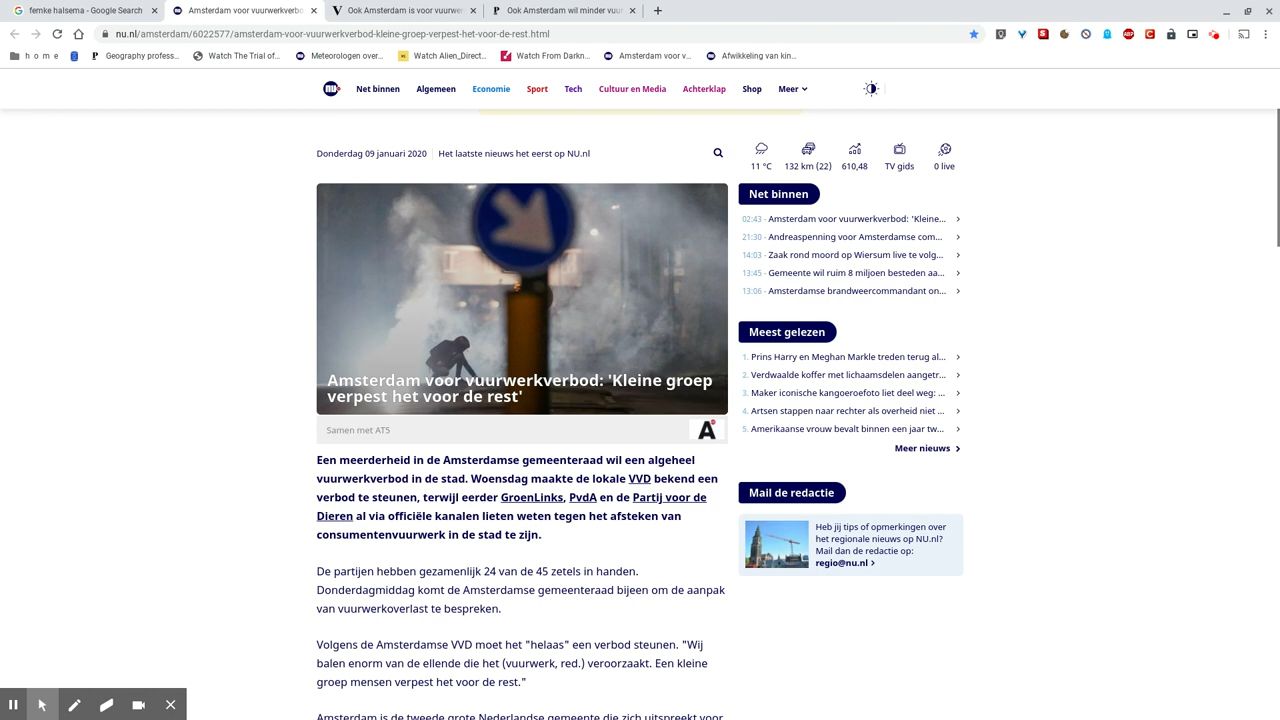 femke halsema - Google Search
Amsterdam voor vuurwerkverbo
Ook Amsterdam is voor vuurwe
Ook Amsterdam wil minder vuu
nu.nl/amsterdam/6022577/amsterdam-voor-vuurwerkverbod-kleine-groep-verpest-het-voor-de-rest.html
h o m e
Geography profess...
Watch The Trial of...
Meteorologen over...
Watch Alien_Direct...
Watch From Darkn...
Amsterdam voor v...
Afwikkeling van kin...
Net binnen Algemeen Economie Sport Tech Cultuur en Media Achterklap Shop Meer
Donderdag 09 januari 2020 Het laatste nieuws het eerst op NU.nl
11 °C 132 km (22) 610,48 TV gids 0 live
Amsterdam voor vuurwerkverbod: 'Kleine groep
verpest het voor de rest'
Samen met AT5
Een meerderheid in de Amsterdamse gemeenteraad wil een algeheel
vuurwerkverbod in de stad. Woensdag maakte de lokale VVD bekend een
verbod te steunen, terwijl eerder GroenLinks, PvdA en de Partij voor de
Dieren al via officiële kanalen lieten weten tegen het afsteken van
consumentenvuurwerk in de stad te zijn.
De partijen hebben gezamenlijk 24 van de 45 zetels in handen.
Donderdagmiddag komt de Amsterdamse gemeenteraad bijeen om de aanpak
van vuurwerkoverlast te bespreken.
Volgens de Amsterdamse VVD moet het "helaas" een verbod steunen. "Wij
balen enorm van de ellende die het (vuurwerk, red.) veroorzaakt. Een kleine
groep mensen verpest het voor de rest."
Amsterdam is de tweede grote Nederlandse gemeente die zich uitspreekt voor
Net binnen
02:43 - Amsterdam voor vuurwerkverbod: 'Kleine...
21:30 - Andreaspenning voor Amsterdamse com...
14:03 - Zaak rond moord op Wiersum live te volg...
13:45 - Gemeente wil ruim 8 miljoen besteden aa...
13:06 - Amsterdamse brandweercommandant on...
Meest gelezen
1. Prins Harry en Meghan Markle treden terug al...
2. Verdwaalde koffer met lichaamsdelen aangetr...
3. Maker iconische kangoeroefoto liet deel weg: ...
4. Artsen stappen naar rechter als overheid niet ...
5. Amerikaanse vrouw bevalt binnen een jaar tw...
Meer nieuws
Mail de redactie
Heb jij tips of opmerkingen over
het regionale nieuws op NU.nl?
Mail dan de redactie op:
regio@nu.nl